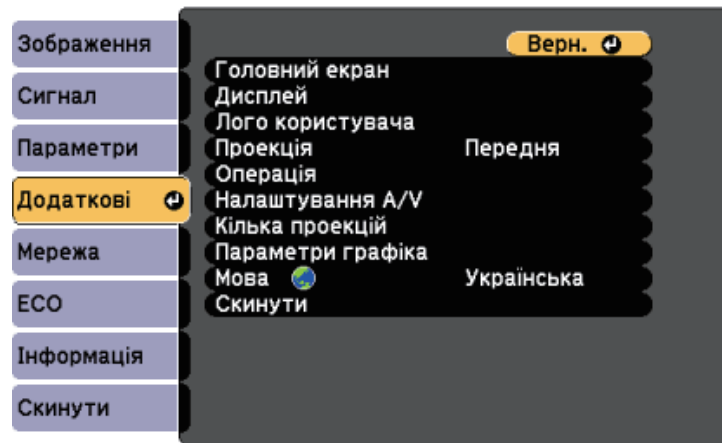 Зображення
Сигнал
Параметри
Додаткові
Мережа
ECO
Інформація
Скинути
Верн.
Головний екран
Дисплей
Лого користувача
Проекція Передня
Операція
Налаштування A/V
Кілька проекцій
Параметри графіка
Мова Українська
Скинути